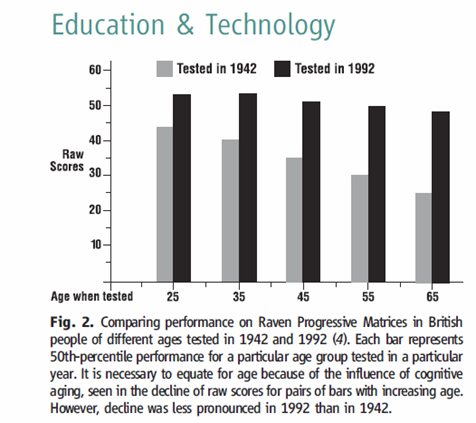 Education & Technology
Tested in 1942 Tested in 1992
60
50
40
Raw
Scores
30
20
10
Age when tested 25 35 45 55 65
Fig. 2. Comparing performance on Raven Progressive Matrices in British
people of different ages tested in 1942 and 1992 (4). Each bar represents
50th-percentile performance for a particular age group tested in a particular
year. It is necessary to equate for age because of the influence of cognitive
aging, seen in the decline of raw scores for pairs of bars with increasing age.
However, decline was less pronounced in 1992 than in 1942.